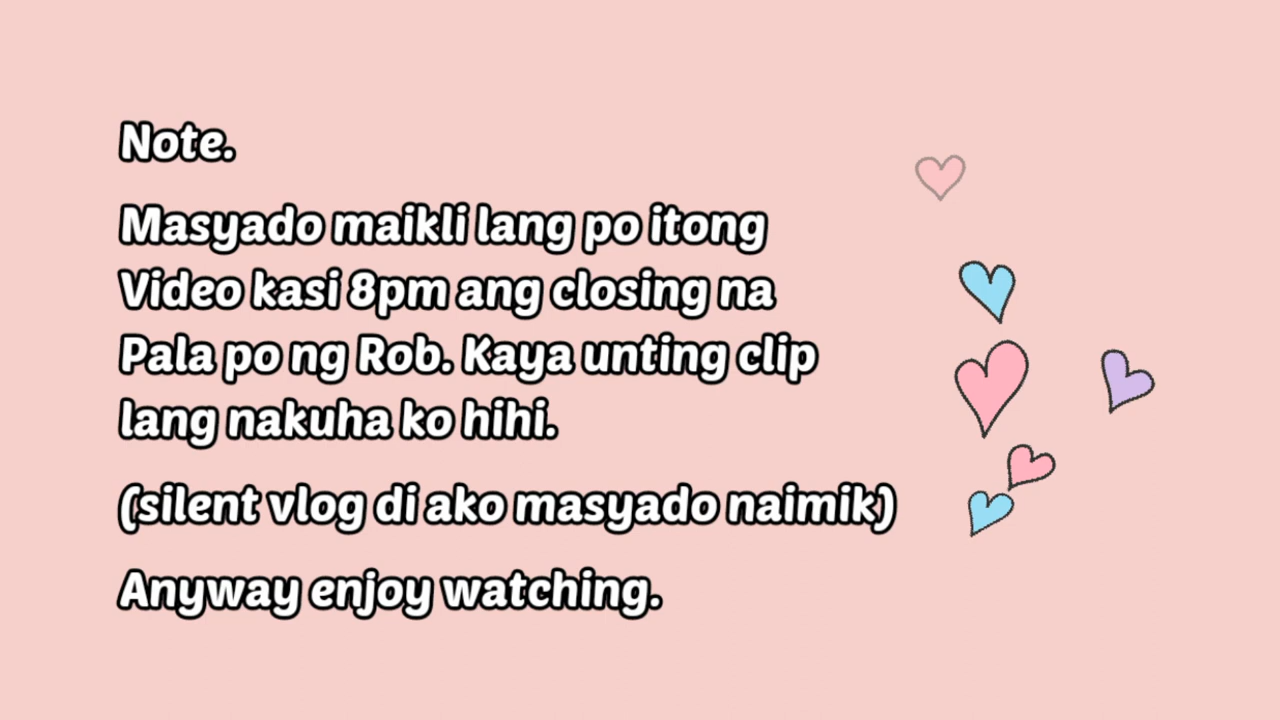 Note.
Masyado maikli lang po itong
Video kasi 8pm ang closing na
Pala po ng Rob. Kaya unting clip
lang nakuha ko hihi.
(silent vlog di ako masyado naimik)
Anyway enjoy watching.